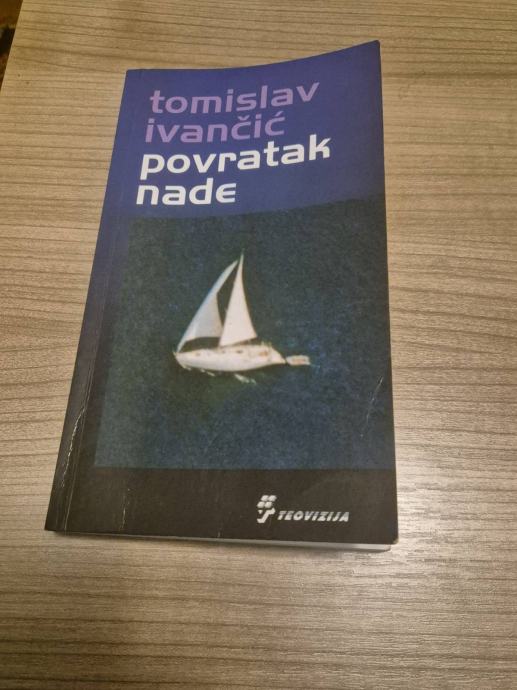 tomislav
ivančić
povratak
nade
TEOVIZIJA